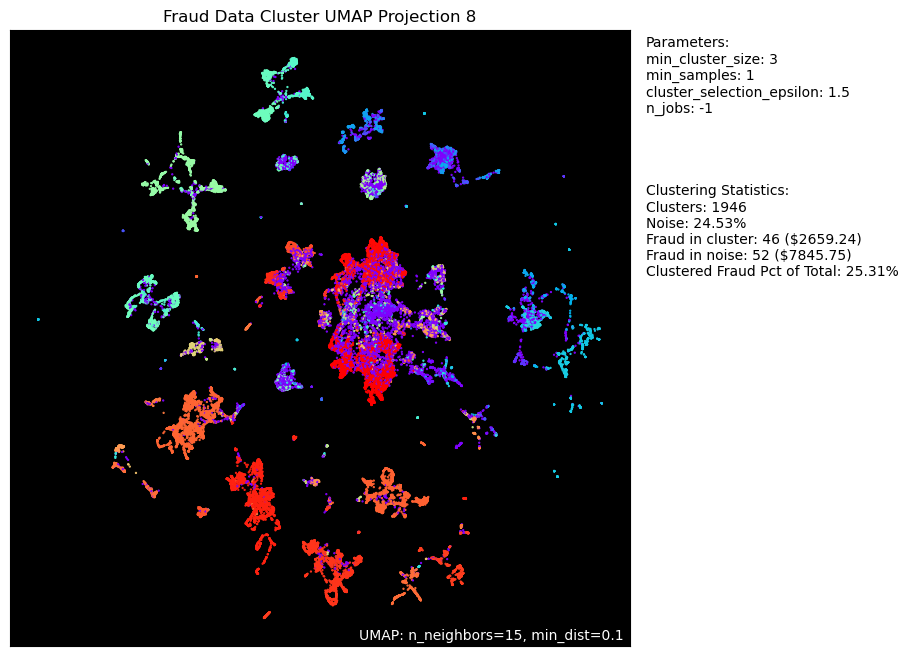 Fraud Data Cluster UMAP Projection 8
Parameters:
min_cluster_size: 3
min_samples: 1
cluster_selection_epsilon: 1.5
n_jobs: -1
Clustering Statistics:
Clusters: 1946
Noise: 24.53%
Fraud in cluster: 46 ($2659.24)
Fraud in noise: 52 ($7845.75)
Clustered Fraud Pct of Total: 25.31%
UMAP: n_neighbors=15, min_dist=0.1